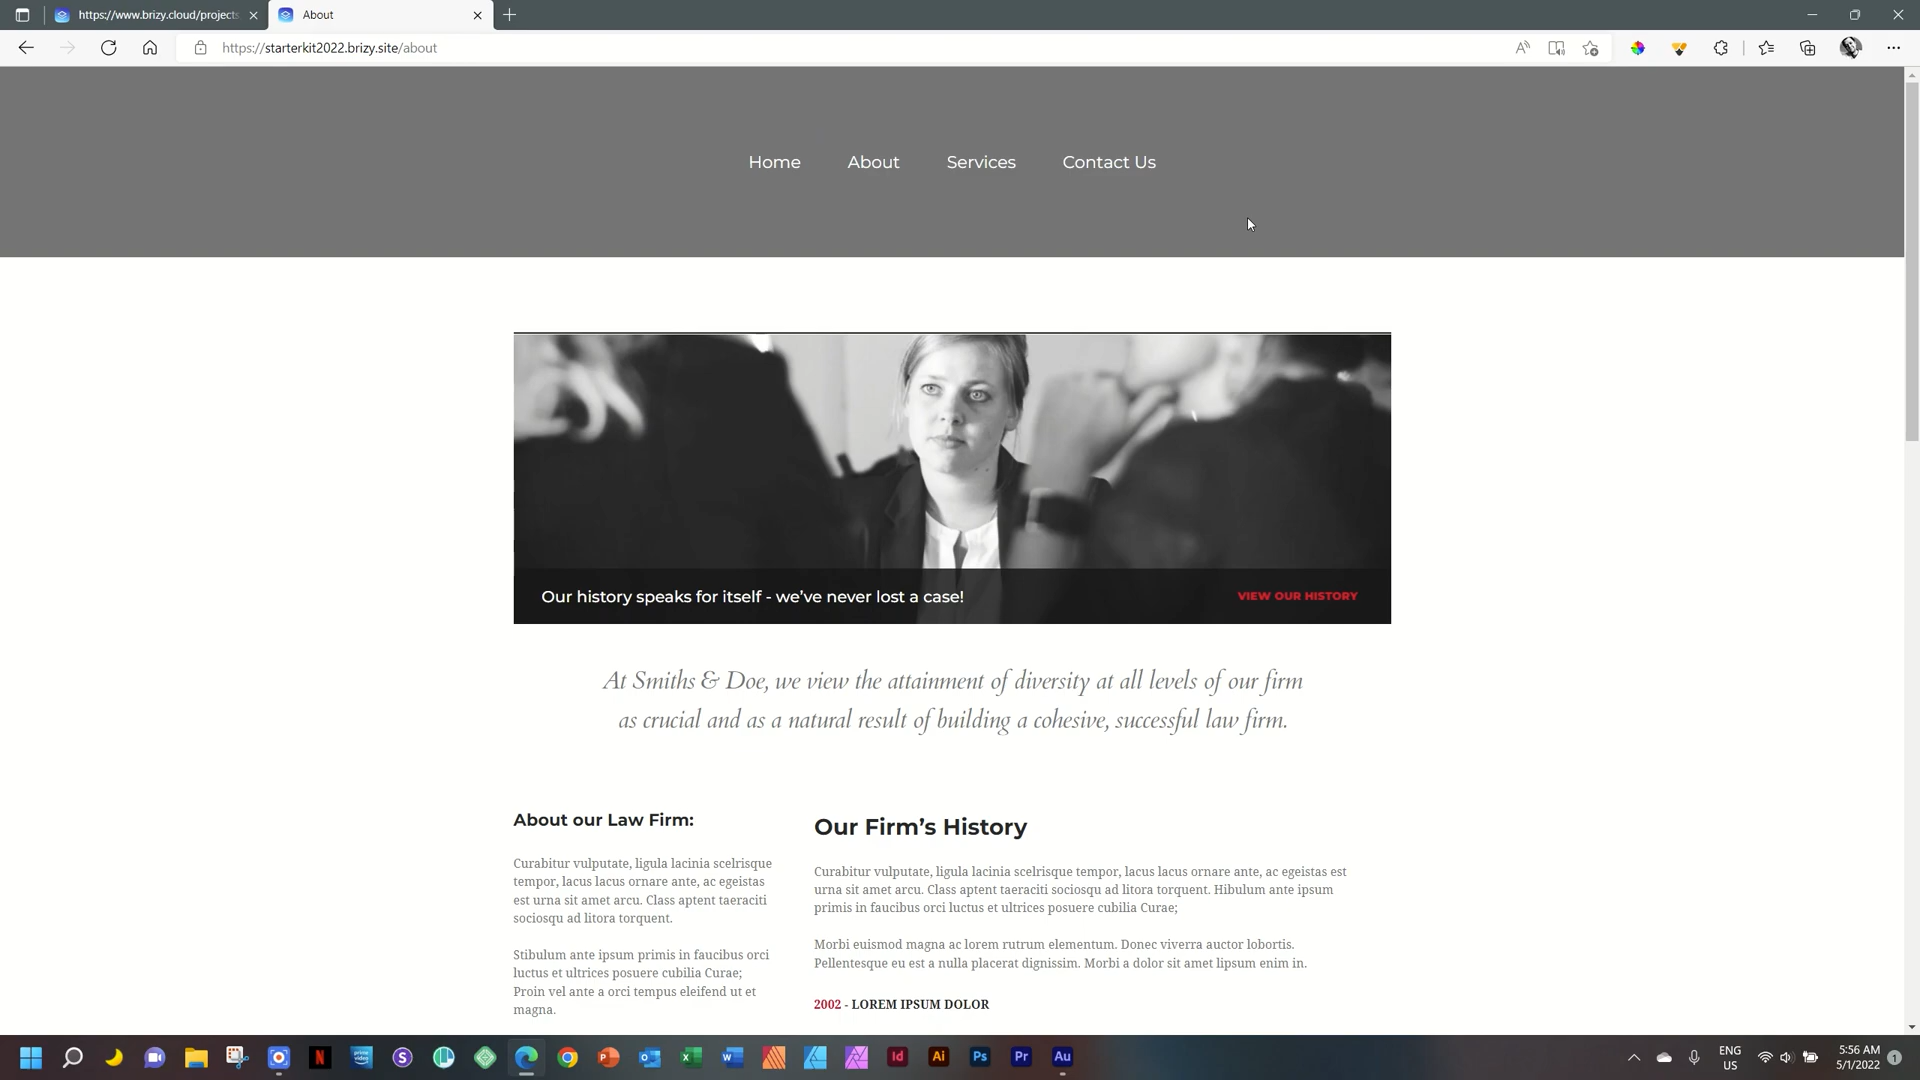 https://www.brizy.cloud/projects
About
https://starterkit2022.brizy.site/about
Home About Services Contact Us
Our history speaks for itself - we've never lost a case!
VIEW OUR HISTORY
At Smiths & Doe, we view the attainment of diversity at all levels of our firm
as crucial and as a natural result of building a cohesive, successful law firm.
About our Law Firm:
Curabitur vulputate, ligula lacinia scelrisque
tempor, lacus lacus ornare ante, ac egeistas
est urna sit amet arcu. Class aptent taeraciti
sociosqu ad litora torquent.
Stibulum ante ipsum primis in faucibus orci
luctus et ultrices posuere cubilia Curae;
Proin vel ante a orci tempus eleifend ut et
magna.
Our Firm’s History
Curabitur vulputate, ligula lacinia scelrisque tempor, lacus lacus ornare ante, ac egeistas est
urna sit amet arcu. Class aptent taeraciti sociosqu ad litora torquent. Hibulum ante ipsum
primis in faucibus orci luctus et ultrices posuere cubilia Curae;
Morbi euismod magna ac lorem rutrum elementum. Donec viverra auctor lobortis.
Pellentesque eu est a nulla placerat dignissim. Morbi a dolor sit amet lipsum enim in.
2002 - LOREM IPSUM DOLOR
N
prime video
S
Id
Ai
Ps
Pr
Au
ENG
US
5:56 AM
5/1/2022
1